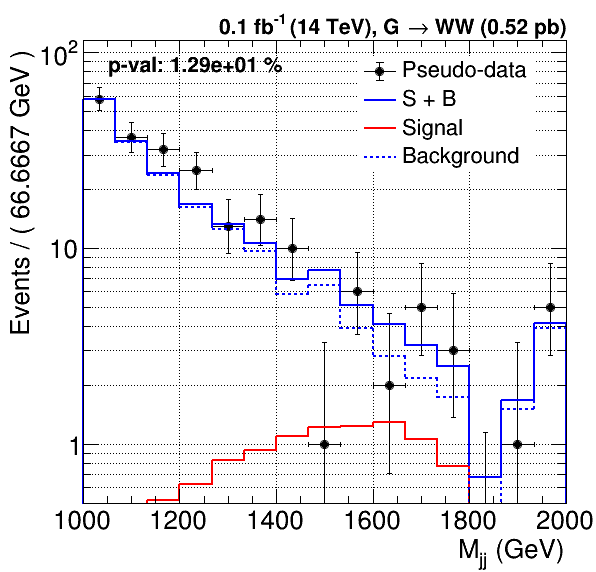 0.1 fb-1 (14 TeV), G → WW (0.52 pb)
10²
p-val: 1.29e+01 %
Pseudo-data
S + B
Signal
Background
Events / ( 66.6667 GeV )
10
1
1000 1200 1400 1600 1800 2000
Mjj (GeV)